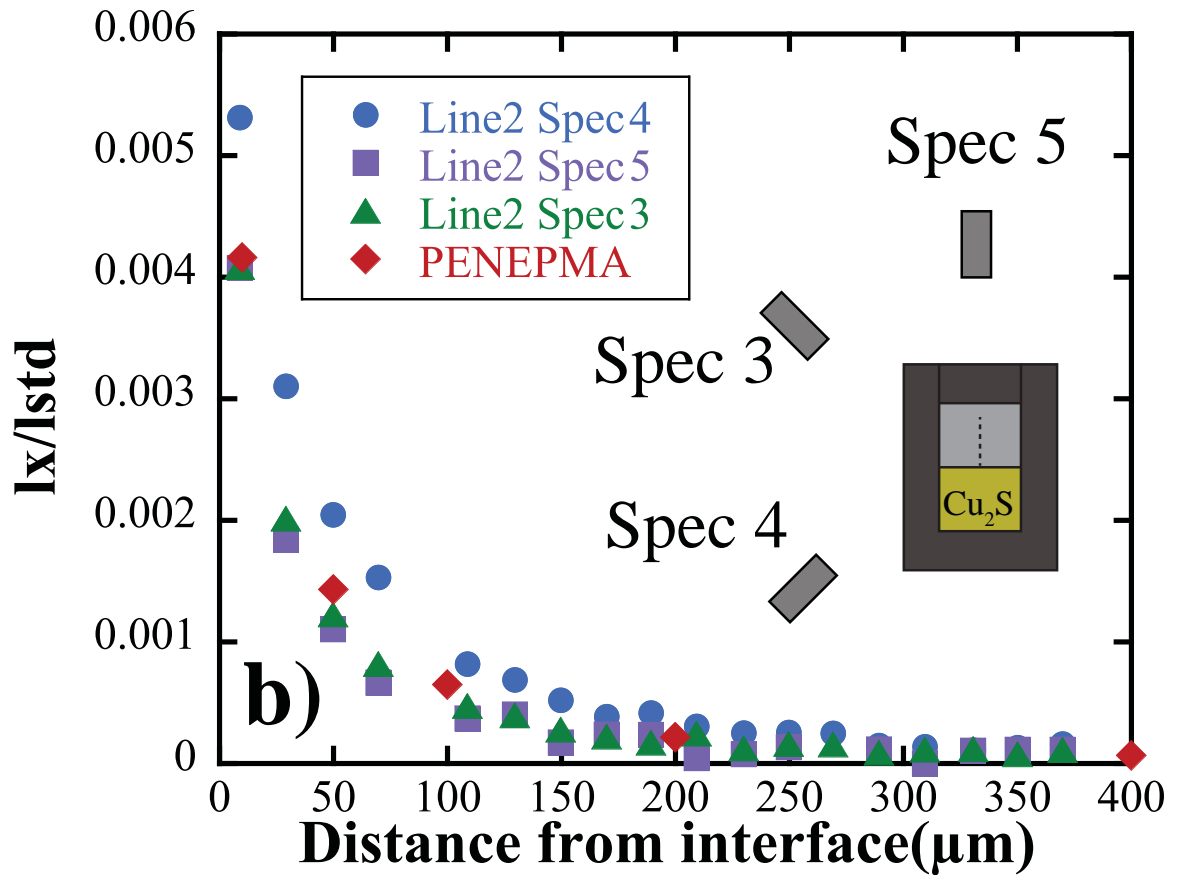 0.006
0.005
0.004
0.003
0.002
0.001
0
Ix/Istd
Line2 Spec4
Line2 Spec5
Line2 Spec3
PENEPMA
Spec 5
Spec 3
Spec 4
Cu₂S
b)
0 50 100 150 200 250 300 350 400
Distance from interface(µm)